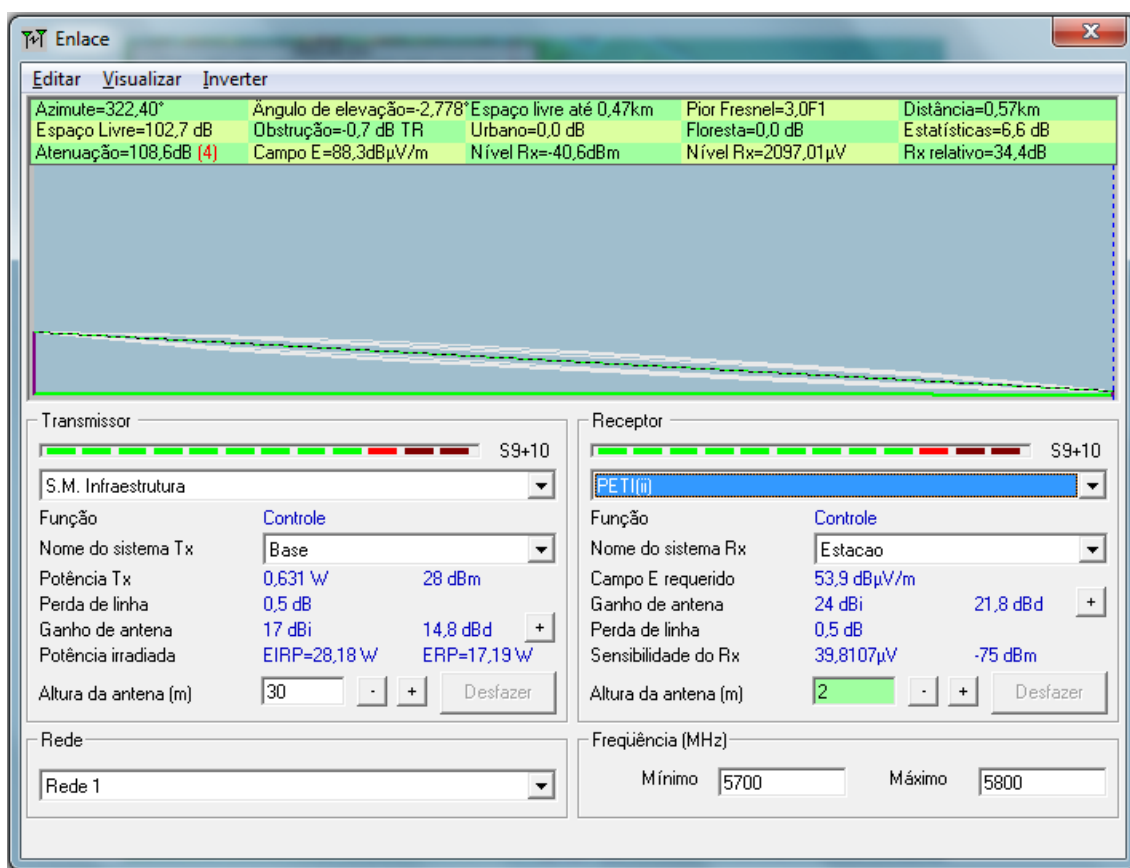 Enlace
Editar Visualizar Inverter
Azimute=322,40° Ângulo de elevação=-2,778° Espaço livre até 0,47km Pior Fresnel=3,0F1 Distância=0,57km
Espaço Livre=102,7 dB Obstrução=-0,7 dB TR Urbano=0,0 dB Floresta=0,0 dB Estatísticas=6,6 dB
Atenuação=108,6dB (4) Campo E=88,3dBµV/m Nível Rx=-40,6dBm Nível Rx=2097,01µV Rx relativo=34,4dB
Transmissor
S9+10
S.M. Infraestrutura
Função Controle
Nome do sistema Tx Base
Potência Tx 0,631 W 28 dBm
Perda de linha 0,5 dB
Ganho de antena 17 dBi 14,8 dBd +
Potência irradiada EIRP=28,18 W ERP=17,19 W
Altura da antena (m) 30 - + Desfazer
Rede
Rede 1
Receptor
S9+10
PETI(ii)
Função Controle
Nome do sistema Rx Estacao
Campo E requerido 53,9 dBµV/m
Ganho de antena 24 dBi 21,8 dBd +
Perda de linha 0,5 dB
Sensibilidade do Rx 39,8107µV -75 dBm
Altura da antena (m) 2 - + Desfazer
Freqüência (MHz)
Mínimo 5700 Máximo 5800